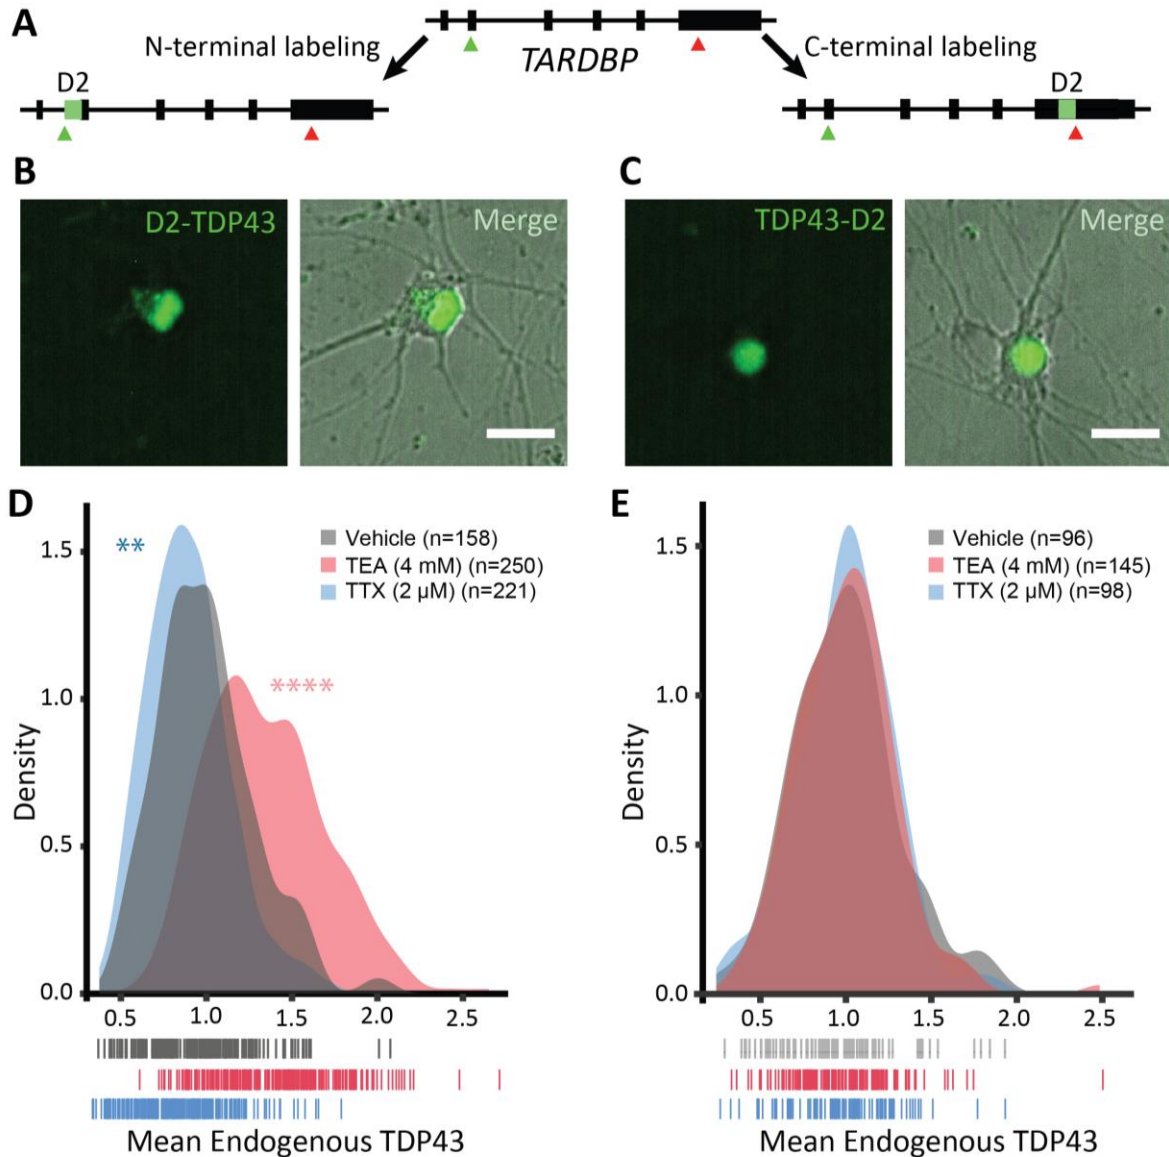 A
N-terminal labeling
TARDBP
C-terminal labeling
D2
D2
B
D2-TDP43
Merge
C
TDP43-D2
Merge
D
**
Vehicle (n=158)
TEA (4 mM) (n=250)
TTX (2 µM) (n=221)
****
1.5
1.0
0.5
0.0
Density
0.5 1.0 1.5 2.0 2.5
Mean Endogenous TDP43
E
Vehicle (n=96)
TEA (4 mM) (n=145)
TTX (2 µM) (n=98)
1.5
1.0
0.5
0.0
Density
0.5 1.0 1.5 2.0 2.5
Mean Endogenous TDP43